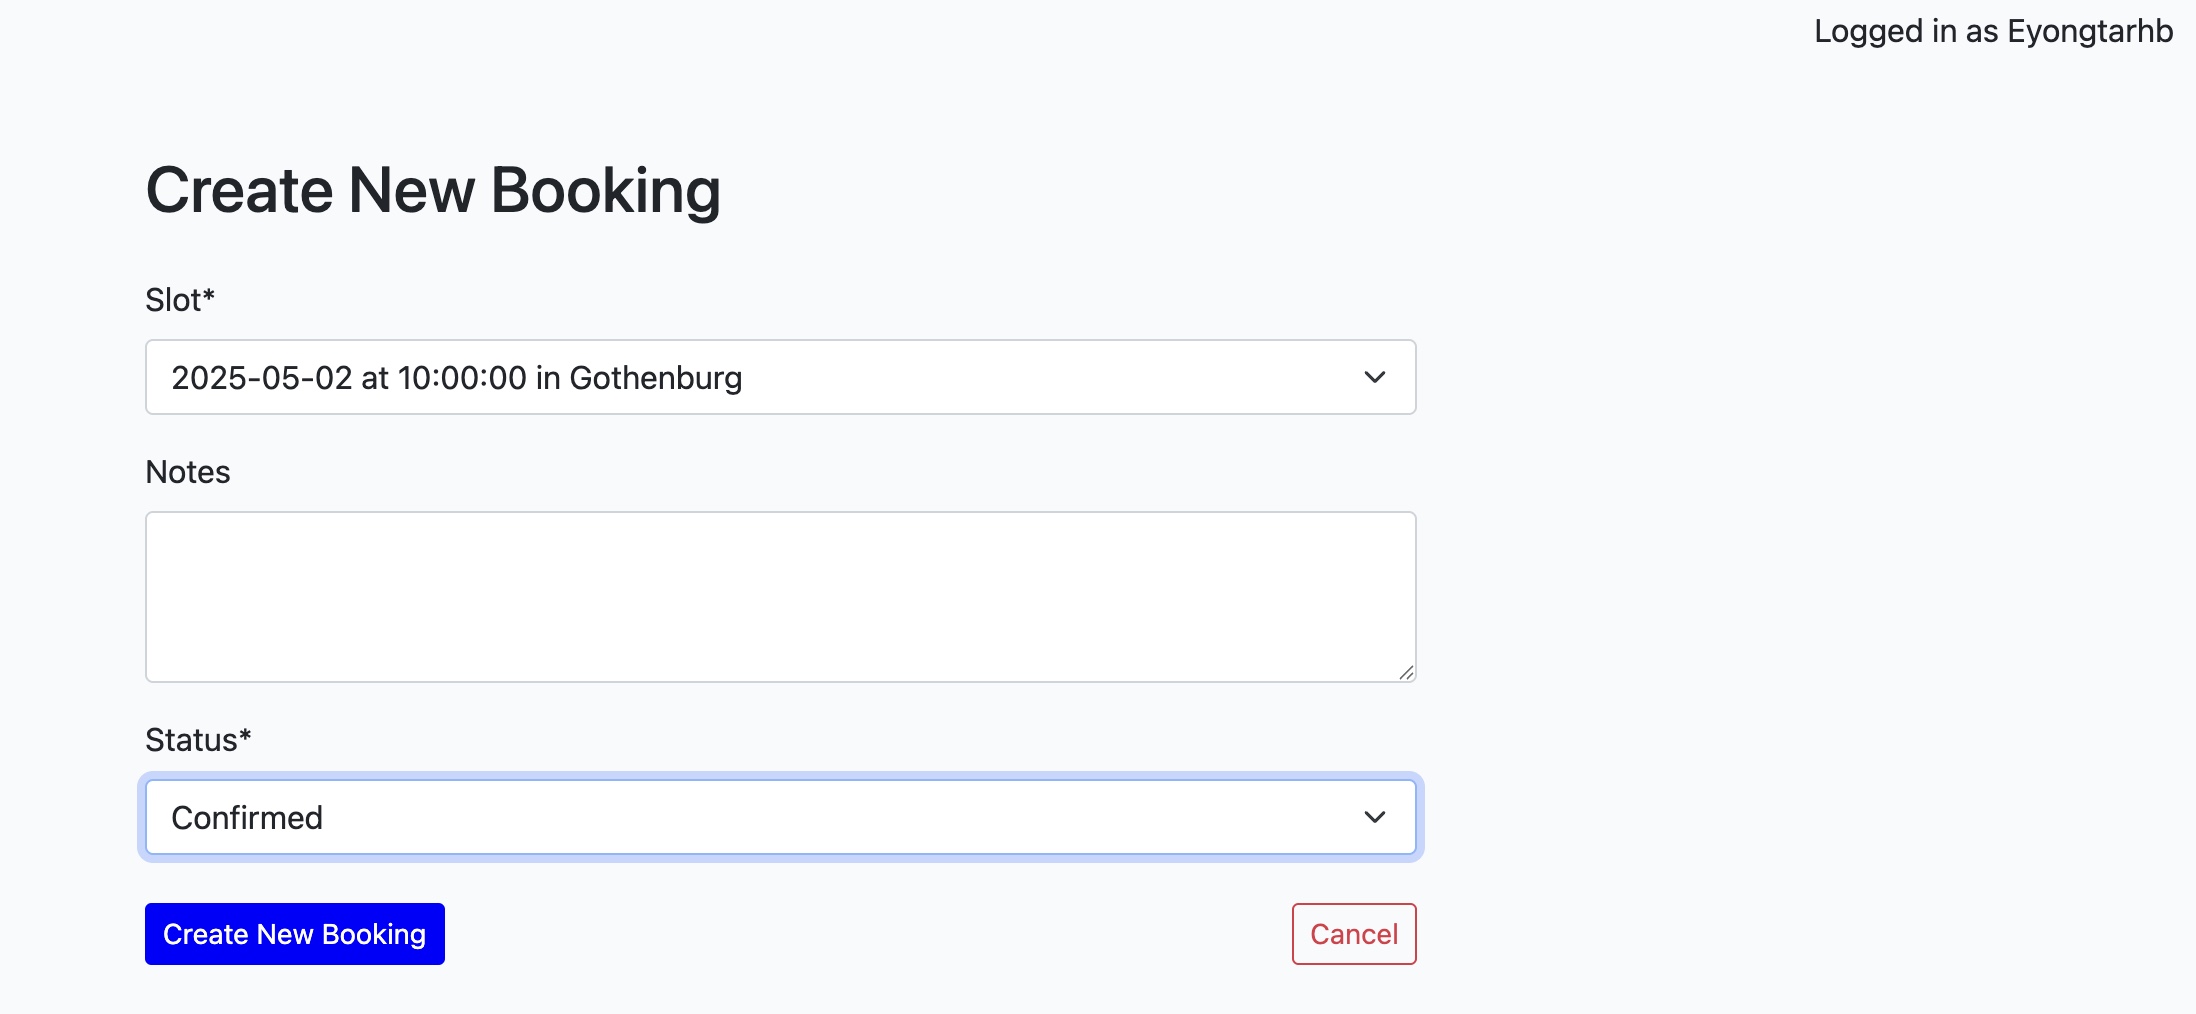 Logged in as Eyongtarhb
Create New Booking
Slot*
2025-05-02 at 10:00:00 in Gothenburg
Notes
Status*
Confirmed
Create New Booking
Cancel